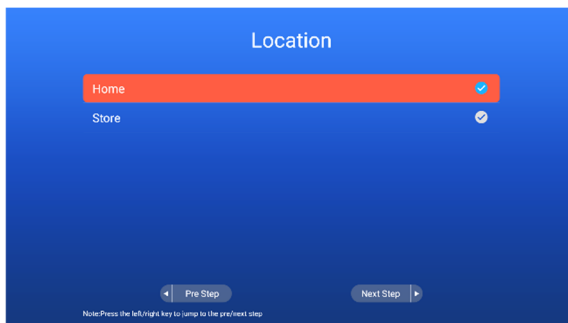 Location
Home
Store
Pre Step
Next Step
Note:Press the left/right key to jump to the pre/next step